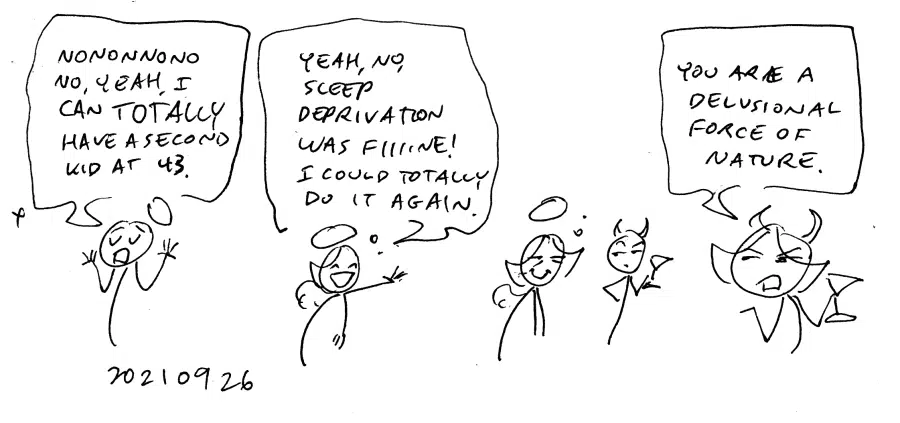 NONONNONO
NO, YEAH, I
CAN TOTALLY
HAVE A SECOND
KID AT 43.
YEAH, NO,
SLEEP
DEPRIVATION
WAS FIIIINE!
I COULD TOTALLY
DO IT AGAIN.
YOU ARE A
DELUSIONAL
FORCE OF
NATURE.
20210926